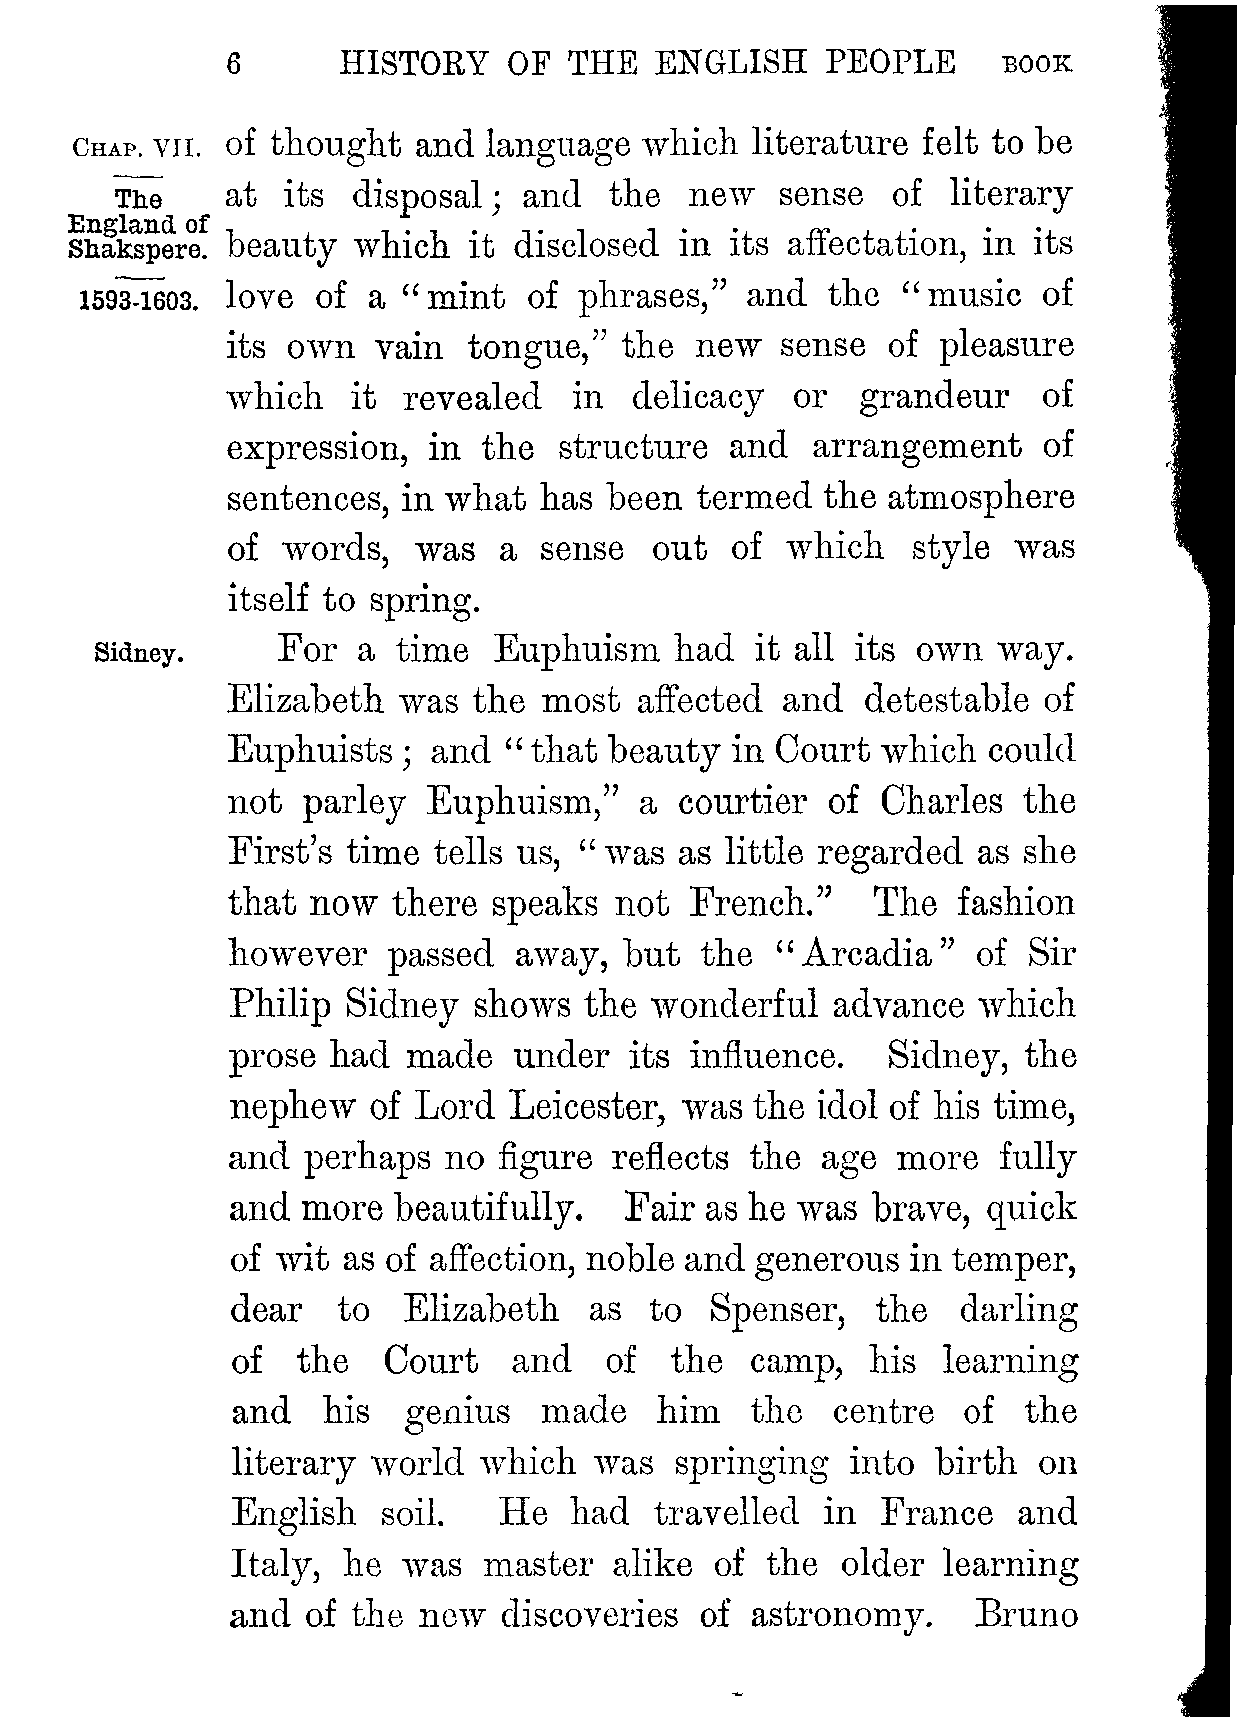 6 HISTORY OF THE ENGLISH PEOPLE BOOK
CHAP. VII.
The
England of
Shakspere.
1593-1603.
of thought and language which literature felt to be
at its disposal; and the new sense of literary
beauty which it disclosed in its affectation, in its
love of a “mint of phrases,” and the “music of
its own vain tongue,” the new sense of pleasure
which it revealed in delicacy or grandeur of
expression, in the structure and arrangement of
sentences, in what has been termed the atmosphere
of words, was a sense out of which style was
itself to spring.
Sidney.
For a time Euphuism had it all its own way.
Elizabeth was the most affected and detestable of
Euphuists; and “that beauty in Court which could
not parley Euphuism,” a courtier of Charles the
First’s time tells us, “was as little regarded as she
that now there speaks not French.” The fashion
however passed away, but the “Arcadia” of Sir
Philip Sidney shows the wonderful advance which
prose had made under its influence. Sidney, the
nephew of Lord Leicester, was the idol of his time,
and perhaps no figure reflects the age more fully
and more beautifully. Fair as he was brave, quick
of wit as of affection, noble and generous in temper,
dear to Elizabeth as to Spenser, the darling
of the Court and of the camp, his learning
and his genius made him the centre of the
literary world which was springing into birth on
English soil. He had travelled in France and
Italy, he was master alike of the older learning
and of the new discoveries of astronomy. Bruno